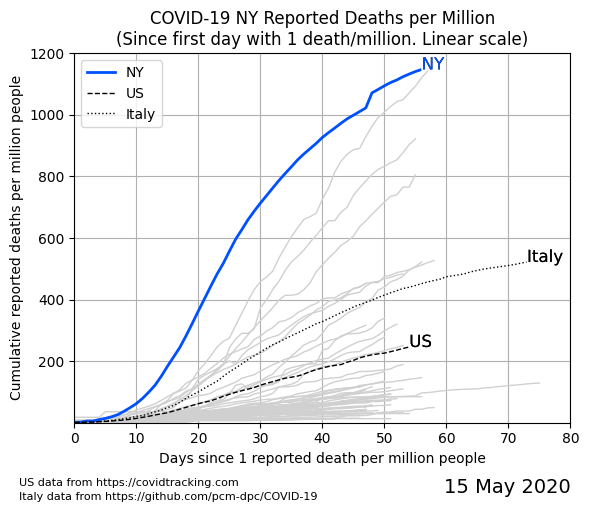 COVID-19 NY Reported Deaths per Million
(Since first day with 1 death/million. Linear scale)
Cumulative reported deaths per million people
1200
1000
800
600
400
200
NY
US
Italy
NY
Italy
US
0 10 20 30 40 50 60 70 80
Days since 1 reported death per million people
US data from https://covidtracking.com
Italy data from https://github.com/pcm-dpc/COVID-19
15 May 2020